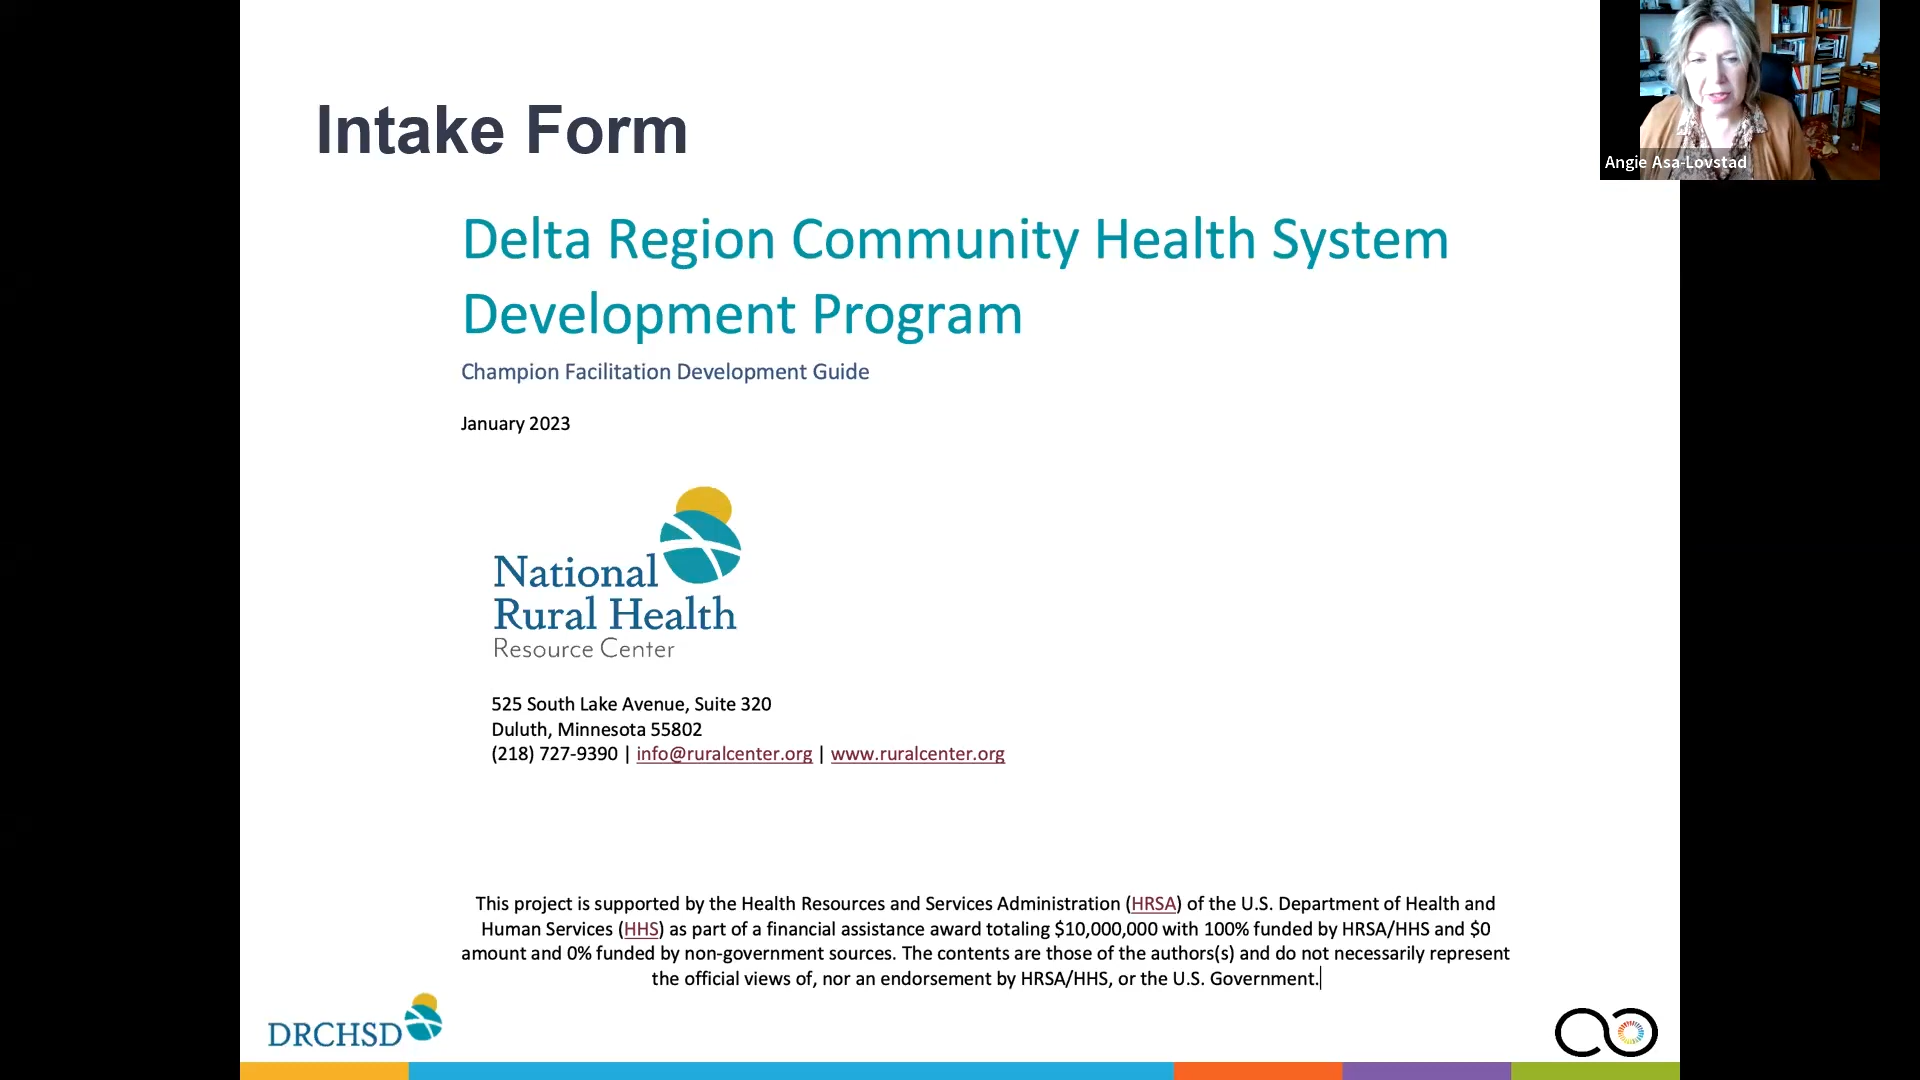 Intake Form
Angie Asa-Lovstad
Delta Region Community Health System
Development Program
Champion Facilitation Development Guide
January 2023
National
Rural Health
Resource Center
525 South Lake Avenue, Suite 320
Duluth, Minnesota 55802
(218) 727-9390 | info@ruralcenter.org | www.ruralcenter.org
This project is supported by the Health Resources and Services Administration (HRSA) of the U.S. Department of Health and
Human Services (HHS) as part of a financial assistance award totaling $10,000,000 with 100% funded by HRSA/HHS and $0
amount and 0% funded by non-government sources. The contents are those of the authors(s) and do not necessarily represent
the official views of, nor an endorsement by HRSA/HHS, or the U.S. Government.
DRCHSD